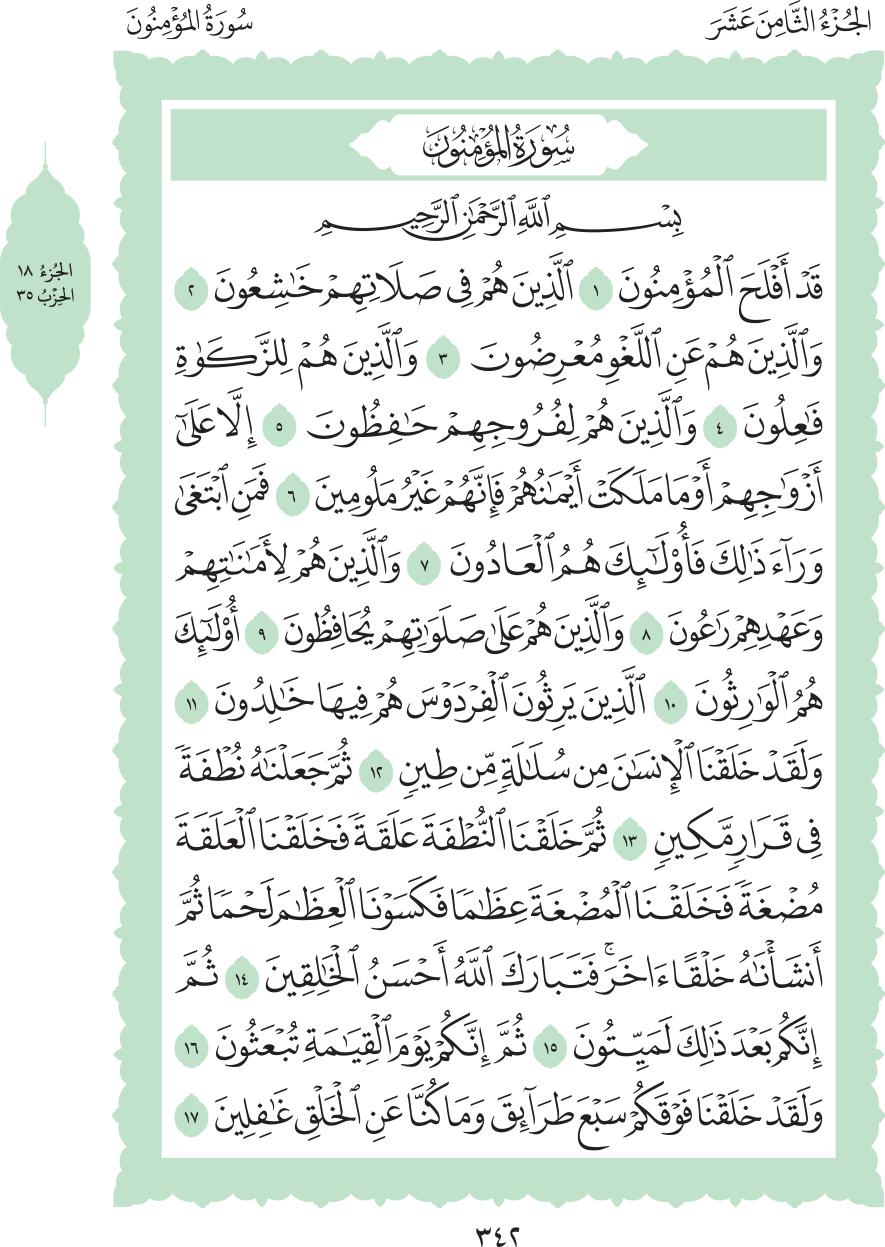 الجُزْءُ الثَّامِنَ عَشَرَ
سُورَةُ المُؤْمِنُونَ
سُورَةُ المُؤْمِنُونَ
الجُزءُ ١٨
الحِزْبُ ٣٥
بِسْمِ ٱللَّهِ ٱلرَّحْمَٰنِ ٱلرَّحِيمِ
قَدْ أَفْلَحَ ٱلْمُؤْمِنُونَ ١ ٱلَّذِينَ هُمْ فِى صَلَاتِهِمْ خَٰشِعُونَ ٢
وَٱلَّذِينَ هُمْ عَنِ ٱللَّغْوِ مُعْرِضُونَ ٣ وَٱلَّذِينَ هُمْ لِلزَّكَوٰةِ
فَٰعِلُونَ ٤ وَٱلَّذِينَ هُمْ لِفُرُوجِهِمْ حَٰفِظُونَ ٥ إِلَّا عَلَىٰٓ
أَزْوَٰجِهِمْ أَوْ مَا مَلَكَتْ أَيْمَٰنُهُمْ فَإِنَّهُمْ غَيْرُ مَلُومِينَ ٦ فَمَنِ ٱبْتَغَىٰ
وَرَآءَ ذَٰلِكَ فَأُو۟لَٰٓئِكَ هُمُ ٱلْعَادُونَ ٧ وَٱلَّذِينَ هُمْ لِأَمَٰنَٰتِهِمْ
وَعَهْدِهِمْ رَٰعُونَ ٨ وَٱلَّذِينَ هُمْ عَلَىٰ صَلَوَٰتِهِمْ يُحَافِظُونَ ٩ أُو۟لَٰٓئِكَ
هُمُ ٱلْوَٰرِثُونَ ١٠ ٱلَّذِينَ يَرِثُونَ ٱلْفِرْدَوْسَ هُمْ فِيهَا خَٰلِدُونَ ١١
وَلَقَدْ خَلَقْنَا ٱلْإِنسَٰنَ مِن سُلَٰلَةٍ مِّن طِينٍ ١٢ ثُمَّ جَعَلْنَٰهُ نُطْفَةً
فِى قَرَارٍ مَّكِينٍ ١٣ ثُمَّ خَلَقْنَا ٱلنُّطْفَةَ عَلَقَةً فَخَلَقْنَا ٱلْعَلَقَةَ
مُضْغَةً فَخَلَقْنَا ٱلْمُضْغَةَ عِظَٰمًا فَكَسَوْنَا ٱلْعِظَٰمَ لَحْمًا ثُمَّ
أَنشَأْنَٰهُ خَلْقًا ءَاخَرَ ۚ فَتَبَارَكَ ٱللَّهُ أَحْسَنُ ٱلْخَٰلِقِينَ ١٤ ثُمَّ
إِنَّكُم بَعْدَ ذَٰلِكَ لَمَيِّتُونَ ١٥ ثُمَّ إِنَّكُمْ يَوْمَ ٱلْقِيَٰمَةِ تُبْعَثُونَ ١٦
وَلَقَدْ خَلَقْنَا فَوْقَكُمْ سَبْعَ طَرَآئِقَ وَمَا كُنَّا عَنِ ٱلْخَلْقِ غَٰفِلِينَ ١٧
٣٤٢